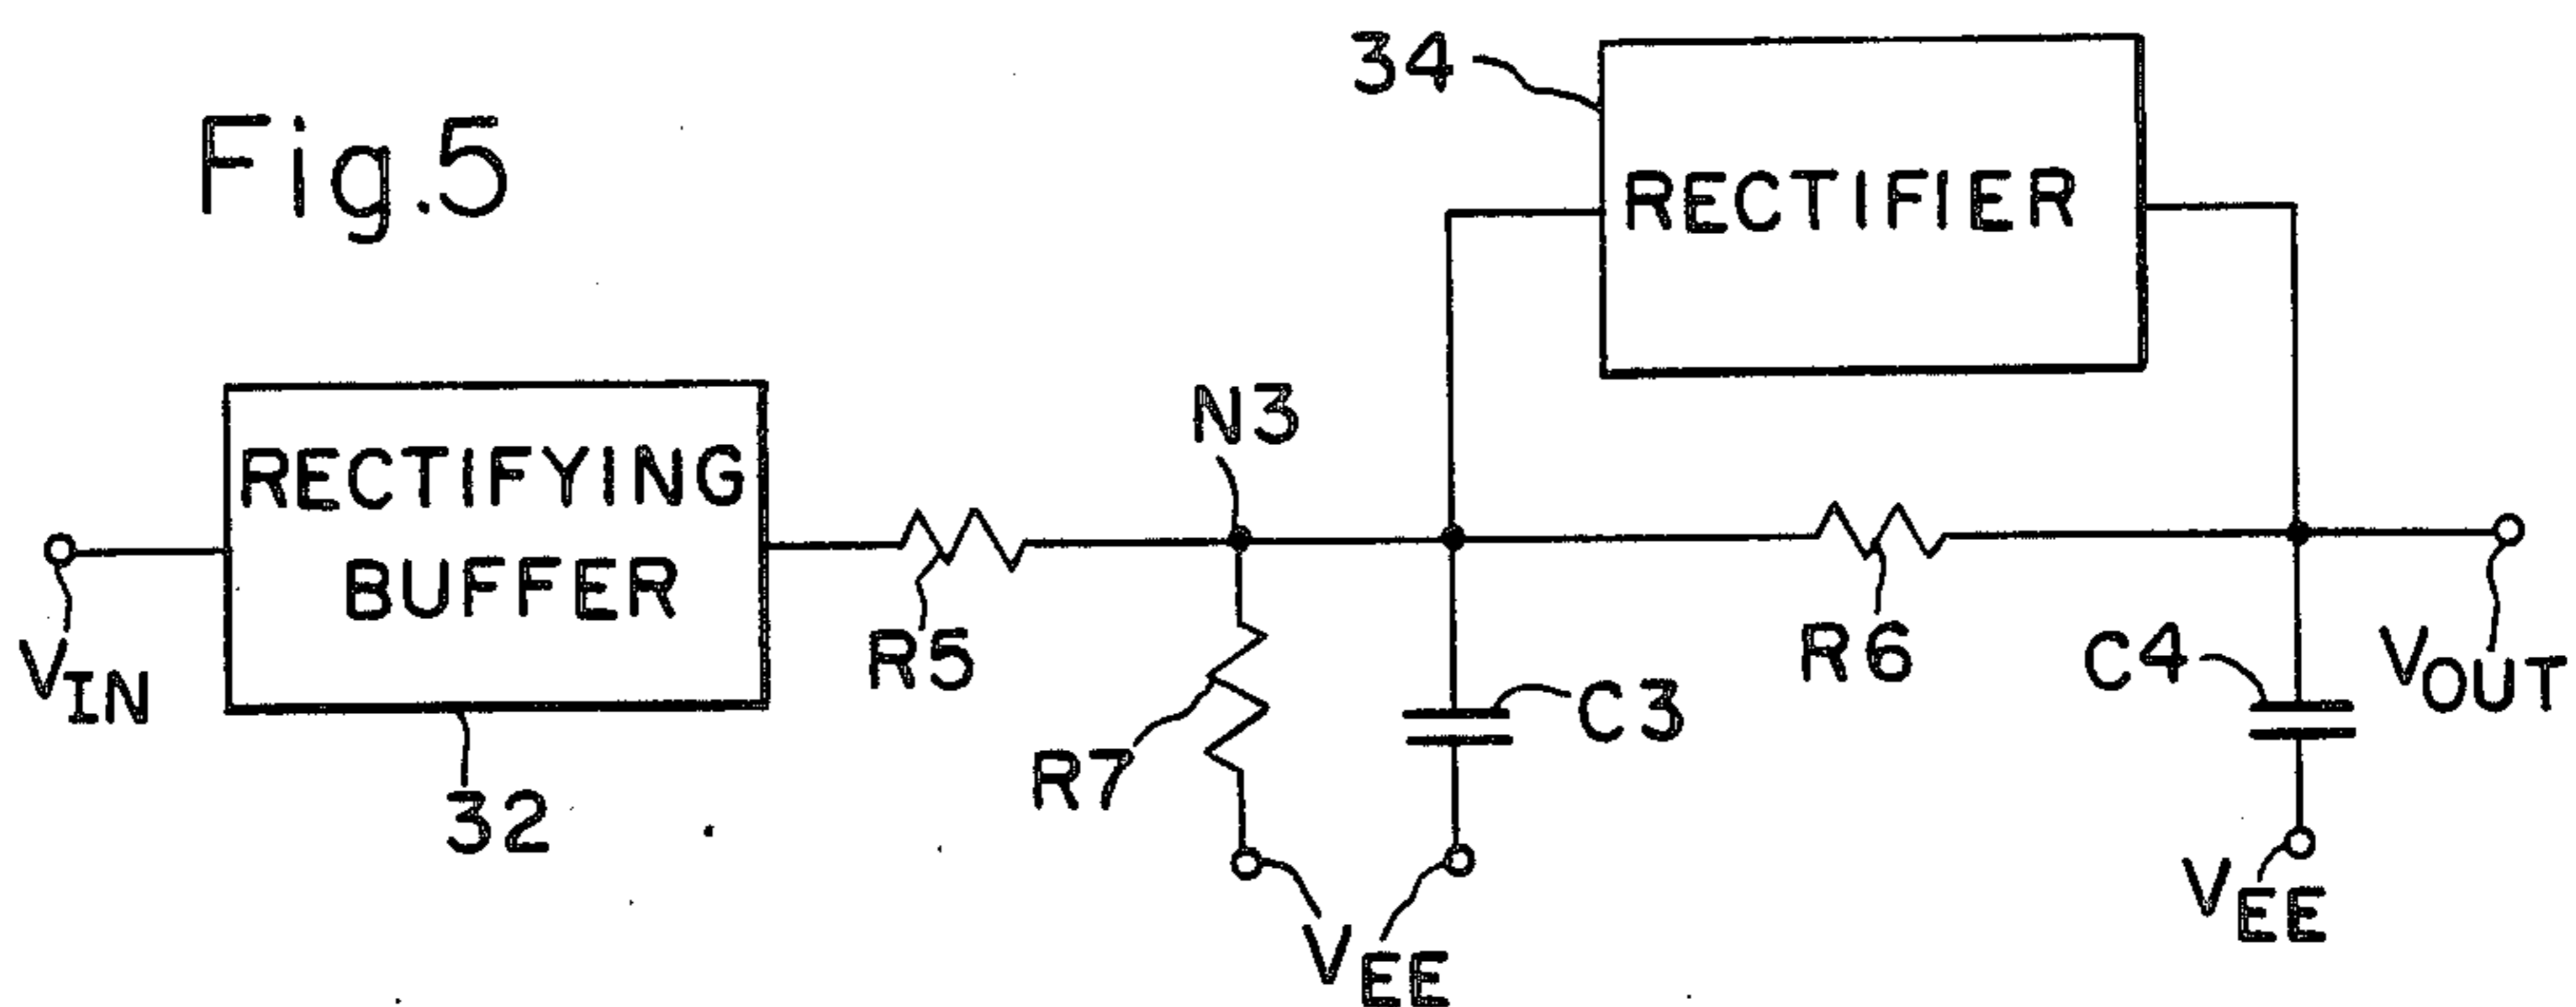 Fig.5
34
RECTIFIER
N3
RECTIFYING
BUFFER
VIN
32
R5
R7
C3
VEE
R6
C4
VEE
VOUT